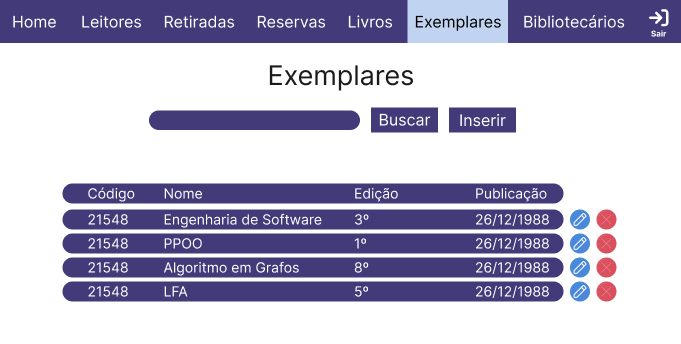 Home Leitores Retiradas Reservas Livros Exemplares Bibliotecários Sair
Exemplares
Buscar Inserir
Código Nome Edição Publicação
21548 Engenharia de Software 3º 26/12/1988
21548 PPOO 1º 26/12/1988
21548 Algoritmo em Grafos 8º 26/12/1988
21548 LFA 5º 26/12/1988